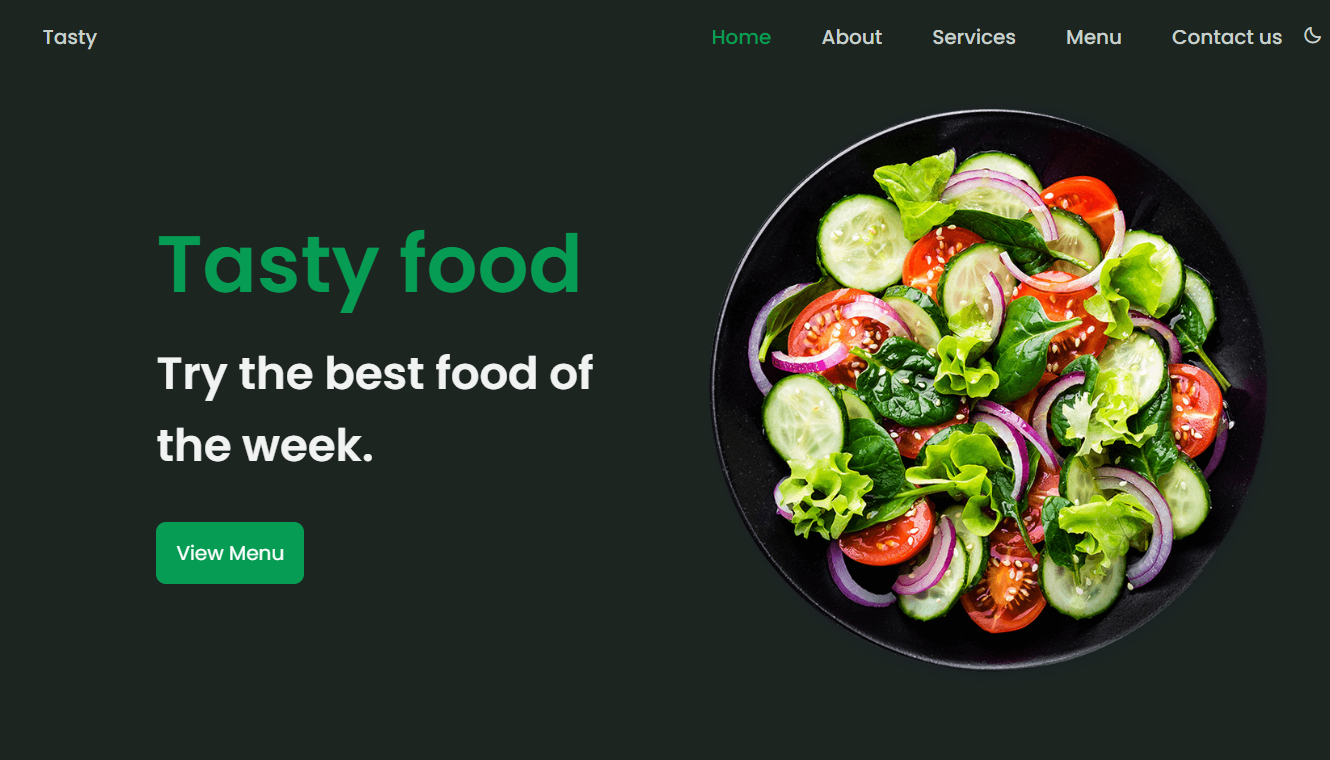 Tasty
Home About Services Menu Contact us
Tasty food
Try the best food of
the week.
View Menu